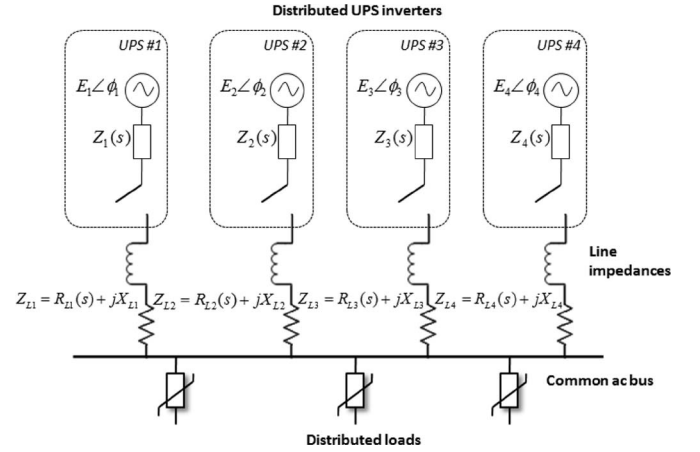 Distributed UPS inverters
UPS #1 UPS #2 UPS #3 UPS #4
E₁∠ϕ₁ E₂∠ϕ₂ E₃∠ϕ₃ E₄∠ϕ₄
Z₁(s) Z₂(s) Z₃(s) Z₄(s)
Line
impedances
Z_L1 = R_L1(s) + jX_L1 Z_L2 = R_L2(s) + jX_L2 Z_L3 = R_L3(s) + jX_L3 Z_L4 = R_L4(s) + jX_L4
Common ac bus
Distributed loads